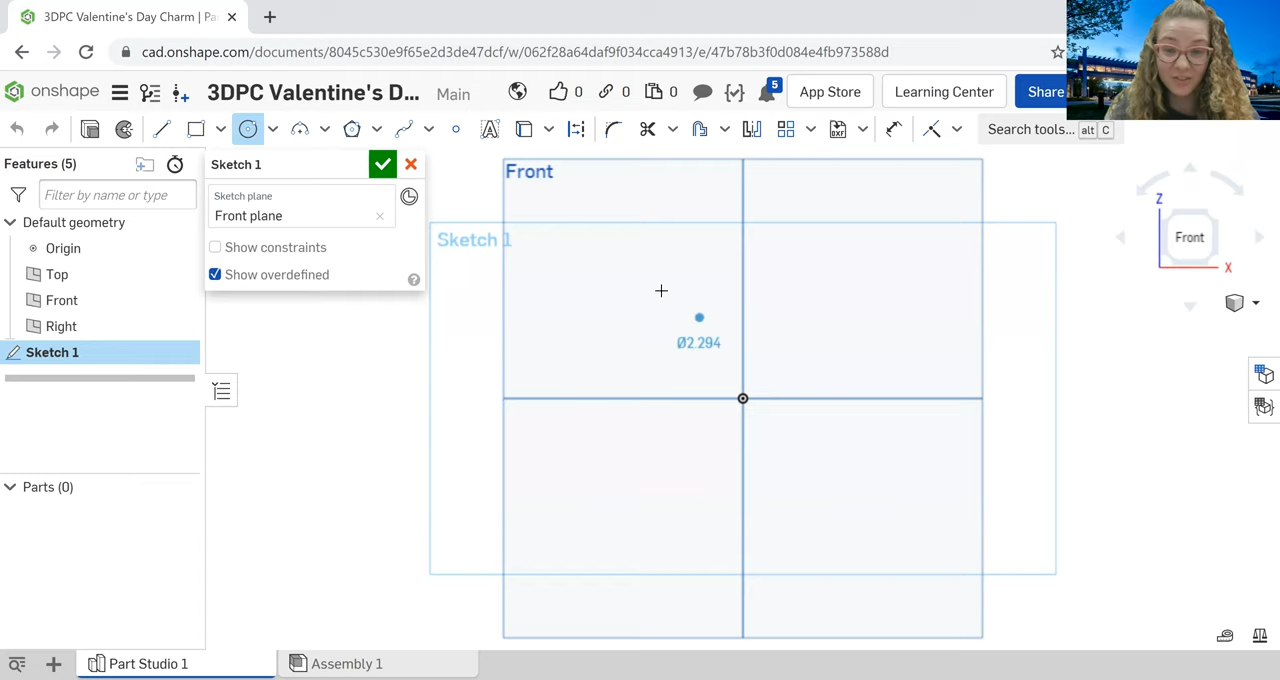 3DPC Valentine's Day Charm | Pa
cad.onshape.com/documents/8045c530e9f65e2d3de47dcf/w/062f28a64daf9f034cca4913/e/47b78b3f0d084e4fb973588d
onshape 3DPC Valentine's D... Main 0 0 0 5 App Store Learning Center Share
Search tools... alt C
Features (5)
Filter by name or type
Default geometry
Origin
Top
Front
Right
Sketch 1
Parts (0)
Sketch 1
Sketch plane
Front plane
Show constraints
Show overdefined
Front
Sketch 1
Ø2.294
Z
Front
X
Part Studio 1
Assembly 1